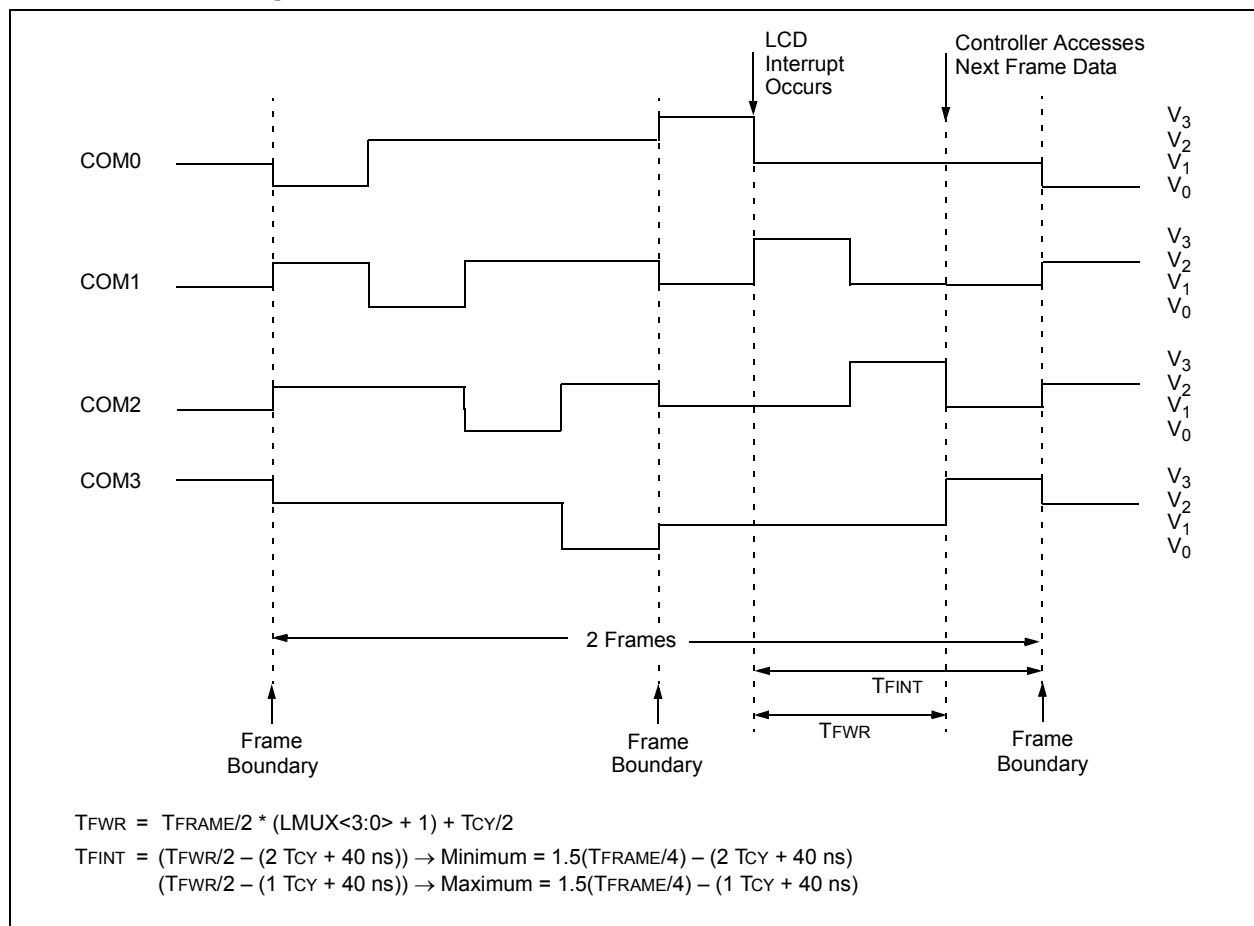 LCD
Interrupt
Occurs
Controller Accesses
Next Frame Data
COM0
V3
V2
V1
V0
COM1
V3
V2
V1
V0
COM2
V3
V2
V1
V0
COM3
V3
V2
V1
V0
2 Frames
TFINT
TFWR
Frame
Boundary
Frame
Boundary
Frame
Boundary
TFWR = TFRAME/2 * (LMUX<3:0> + 1) + TCY/2
TFINT = (TFWR/2 – (2 TCY + 40 ns)) → Minimum = 1.5(TFRAME/4) – (2 TCY + 40 ns)
(TFWR/2 – (1 TCY + 40 ns)) → Maximum = 1.5(TFRAME/4) – (1 TCY + 40 ns)